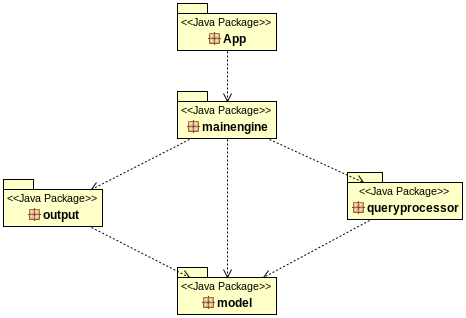 <<Java Package>>
App
<<Java Package>>
mainengine
<<Java Package>>
output
<<Java Package>>
queryprocessor
<<Java Package>>
model